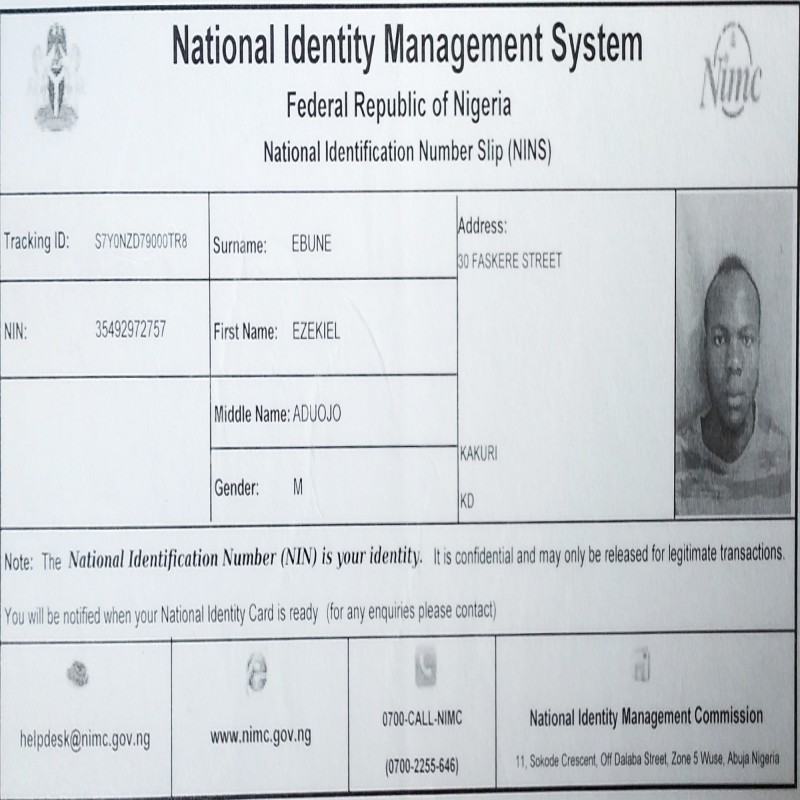 National Identity Management System
Federal Republic of Nigeria
National Identification Number Slip (NINS)
Nimc
Tracking ID: S7Y0NZD79000TR8
Surname: EBUNE
Address:
30 FASKERE STREET
NIN: 35492972757
First Name: EZEKIEL
Middle Name: ADUOJO
KAKURI
Gender: M
KD
Note: The National Identification Number (NIN) is your identity. It is confidential and may only be released for legitimate transactions.
You will be notified when your National Identity Card is ready (for any enquiries please contact)
helpdesk@nimc.gov.ng
www.nimc.gov.ng
0700-CALL-NIMC
(0700-2255-646)
National Identity Management Commission
11, Sokode Crescent, Off Dalaba Street, Zone 5 Wuse, Abuja Nigeria